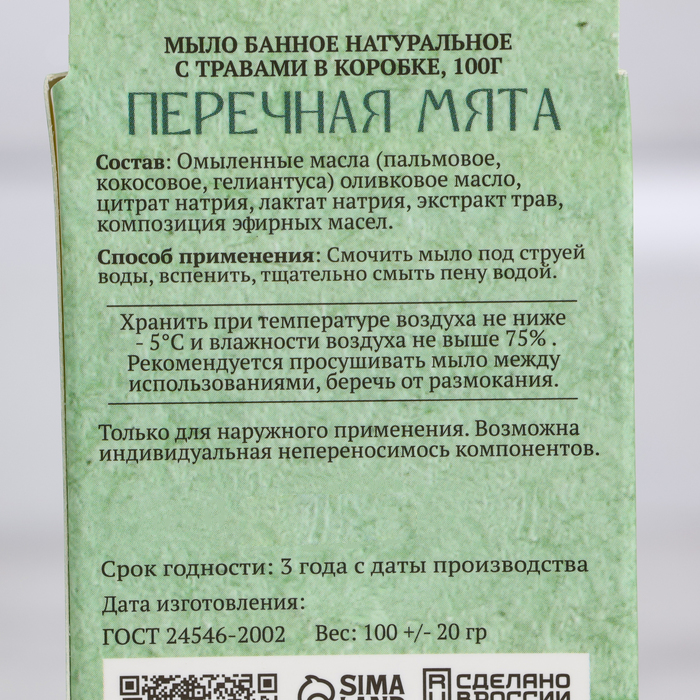 МЫЛО БАННОЕ НАТУРАЛЬНОЕ
С ТРАВАМИ В КОРОБКЕ, 100Г
ПЕРЕЧНАЯ МЯТА
Состав: Омыленные масла (пальмовое,
кокосовое, гелиантуса) оливковое масло,
цитрат натрия, лактат натрия, экстракт трав,
композиция эфирных масел.
Способ применения: Смочить мыло под струей
воды, вспенить, тщательно смыть пену водой.
Хранить при температуре воздуха не ниже
- 5°С и влажности воздуха не выше 75% .
Рекомендуется просушивать мыло между
использованиями, беречь от размокания.
Только для наружного применения. Возможна
индивидуальная непереносимось компонентов.
Срок годности: 3 года с даты производства
Дата изготовления:
ГОСТ 24546-2002 Вес: 100 +/- 20 гр
SIMA СДЕЛАНО
LAND В РОССИИ